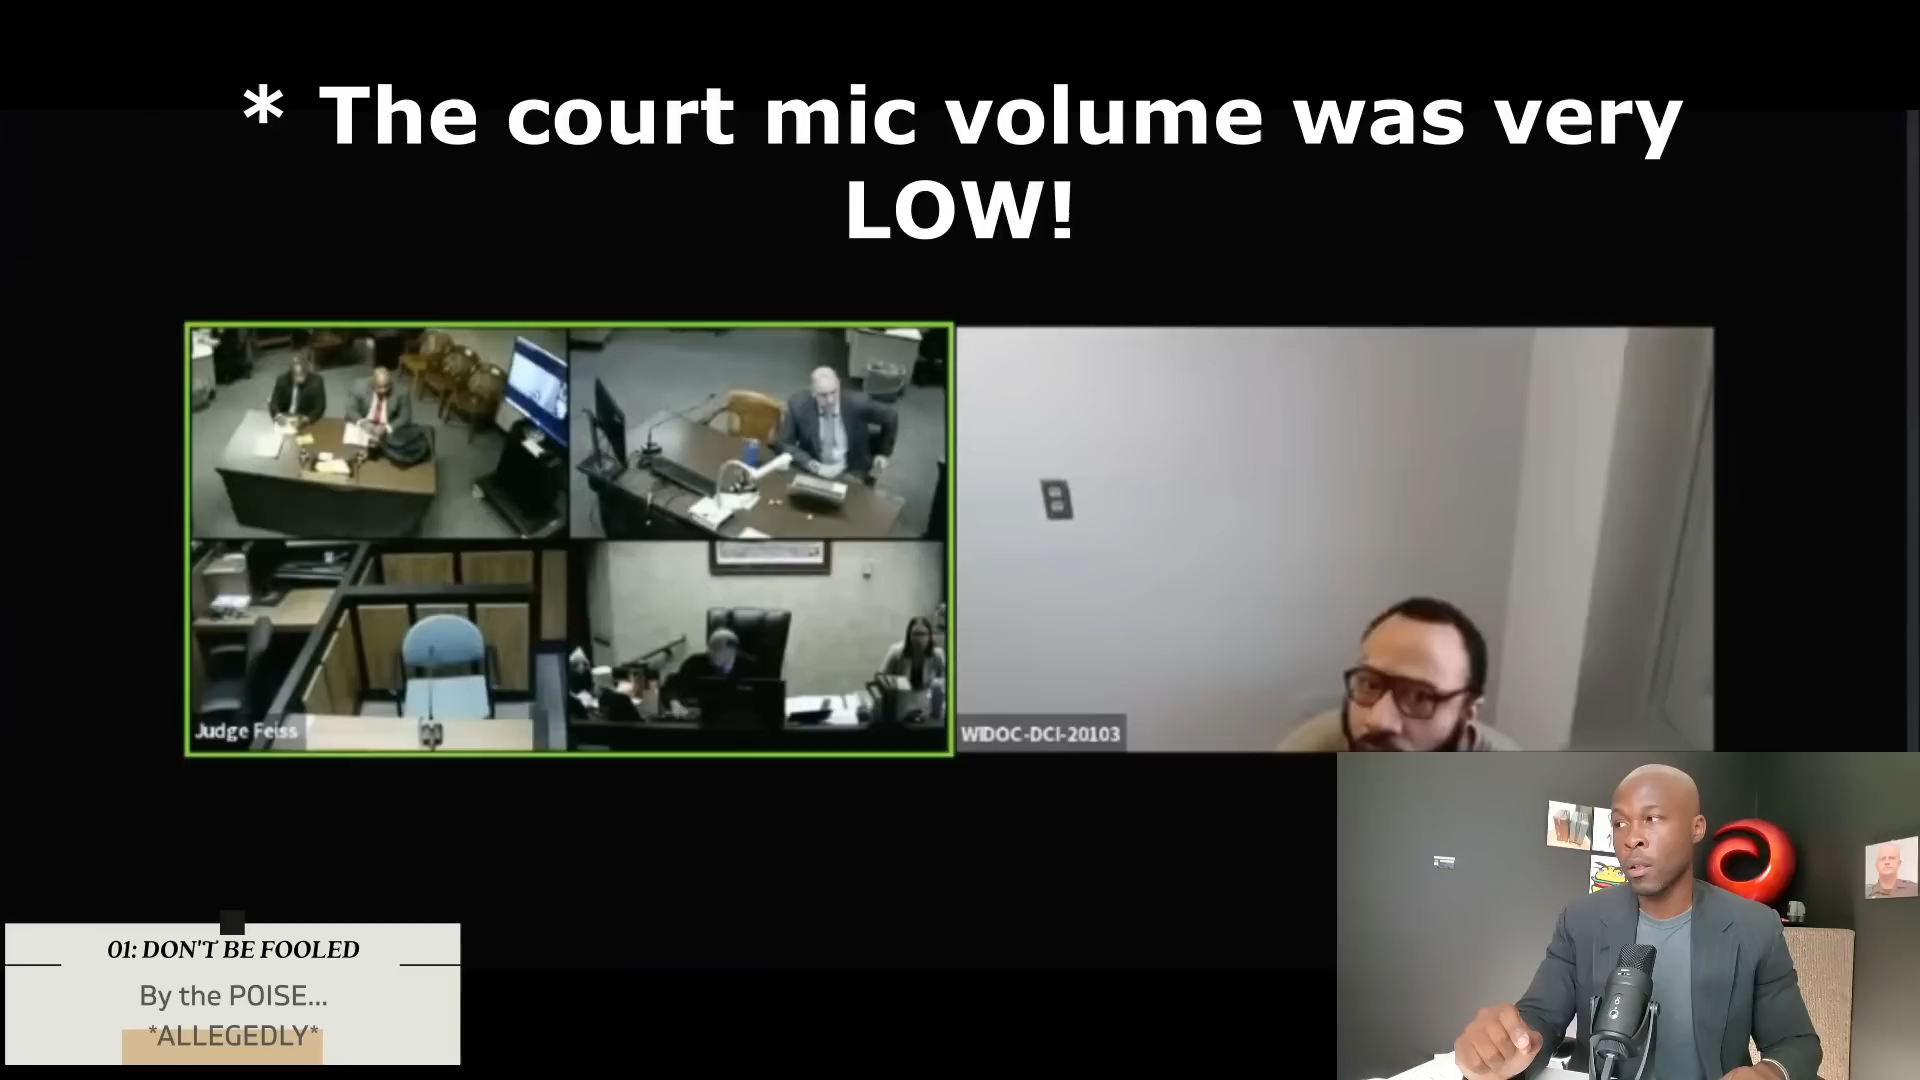 * The court mic volume was very
LOW!
Judge Feiss
WIDOC-DCI-20103
01: DON'T BE FOOLED
By the POISE...
*ALLEGEDLY*